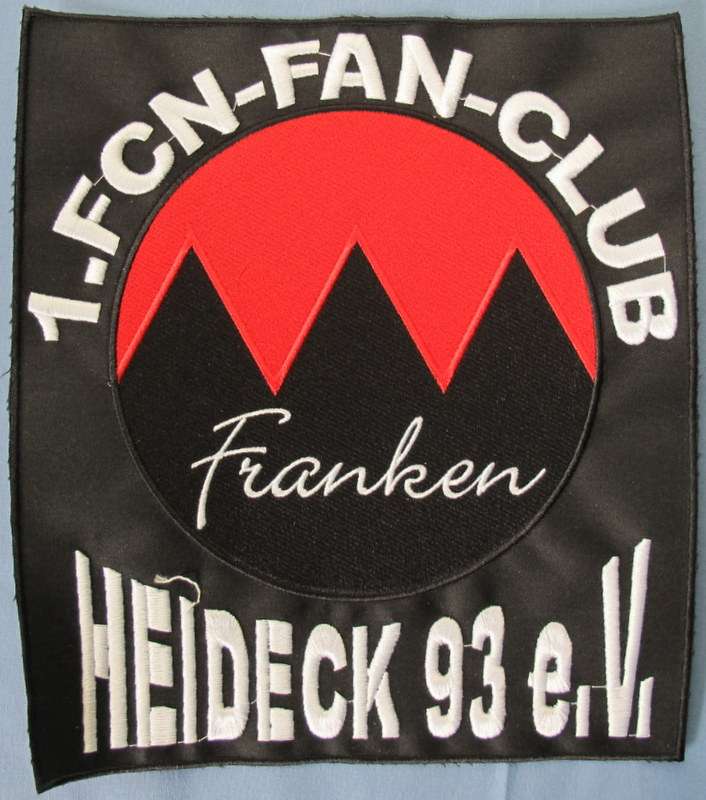 1.FCN-FAN-CLUB
Franken
HEIDECK 93 e.V.